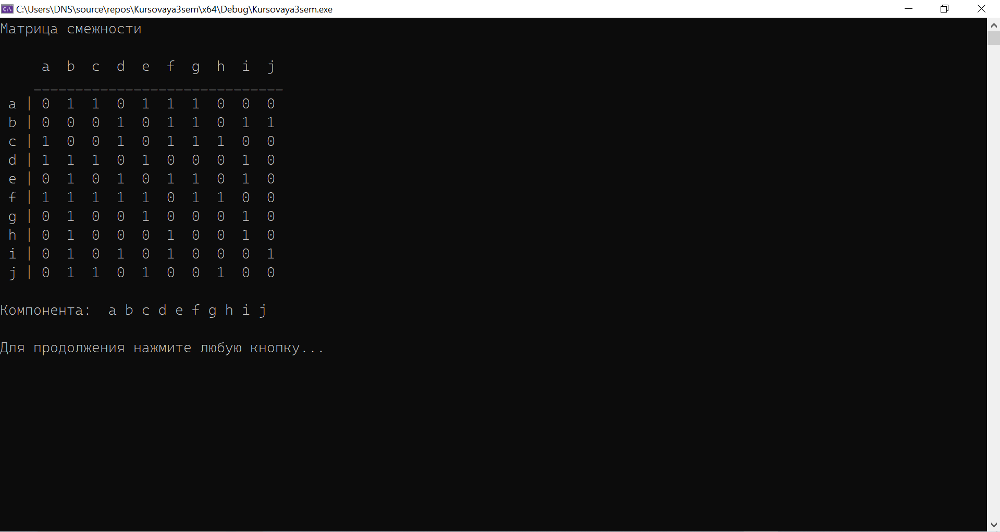 C:\Users\DNS\source\repos\Kursovaya3sem\x64\Debug\Kursovaya3sem.exe
Матрица смежности
a b c d e f g h i j
______________________________
a | 0 1 1 0 1 1 1 0 0 0
b | 0 0 0 1 0 1 1 0 1 1
c | 1 0 0 1 0 1 1 1 0 0
d | 1 1 1 0 1 0 0 0 1 0
e | 0 1 0 1 0 1 1 0 1 0
f | 1 1 1 1 1 0 1 1 0 0
g | 0 1 0 0 1 0 0 0 1 0
h | 0 1 0 0 0 1 0 0 1 0
i | 0 1 0 1 0 1 0 0 0 1
j | 0 1 1 0 1 0 0 1 0 0
Компонента: a b c d e f g h i j
Для продолжения нажмите любую кнопку...